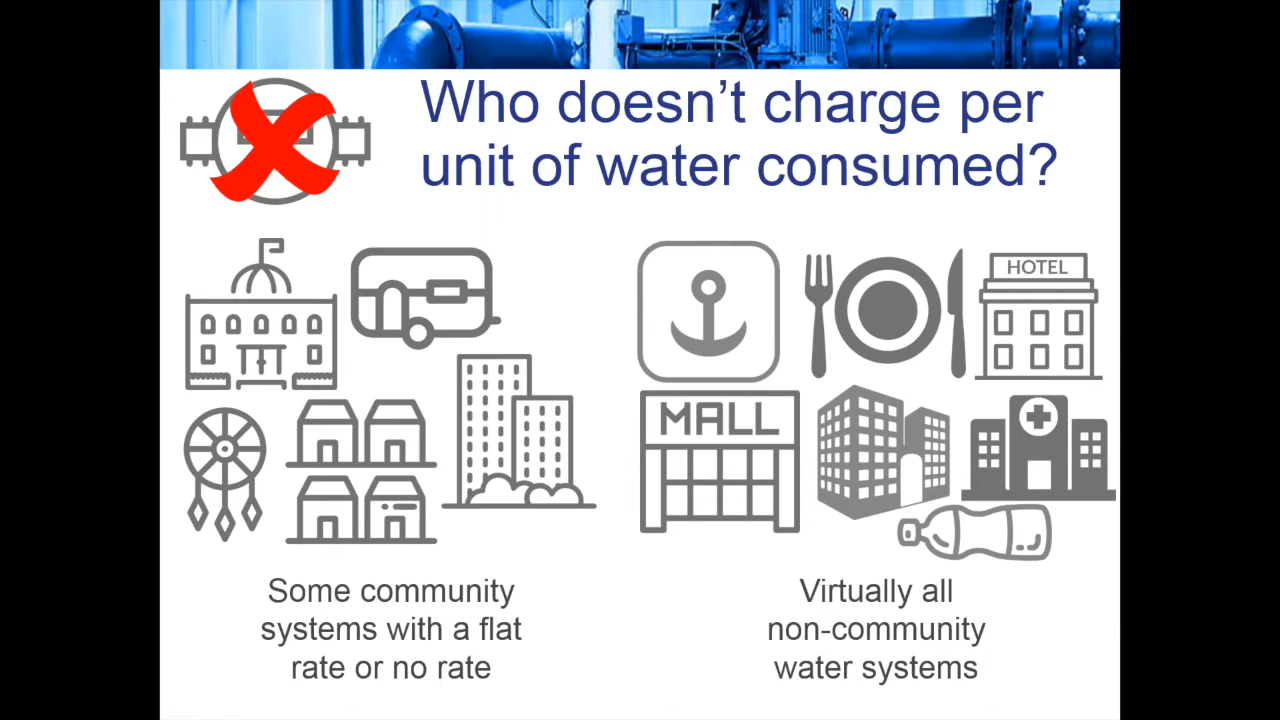 Who doesn’t charge per
unit of water consumed?
HOTEL
MALL
Some community
systems with a flat
rate or no rate
Virtually all
non-community
water systems